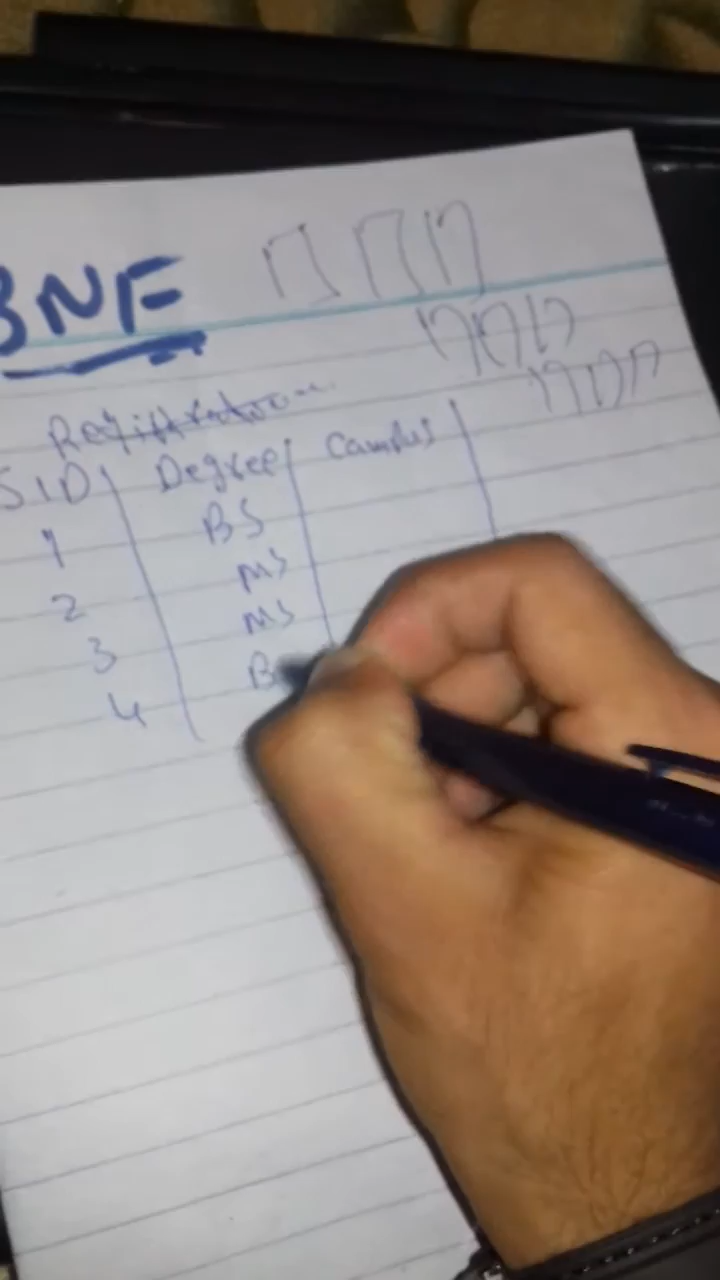 BNF
Registration
SID Degree Campus
1 BS
2 MS
3 MS
4 B